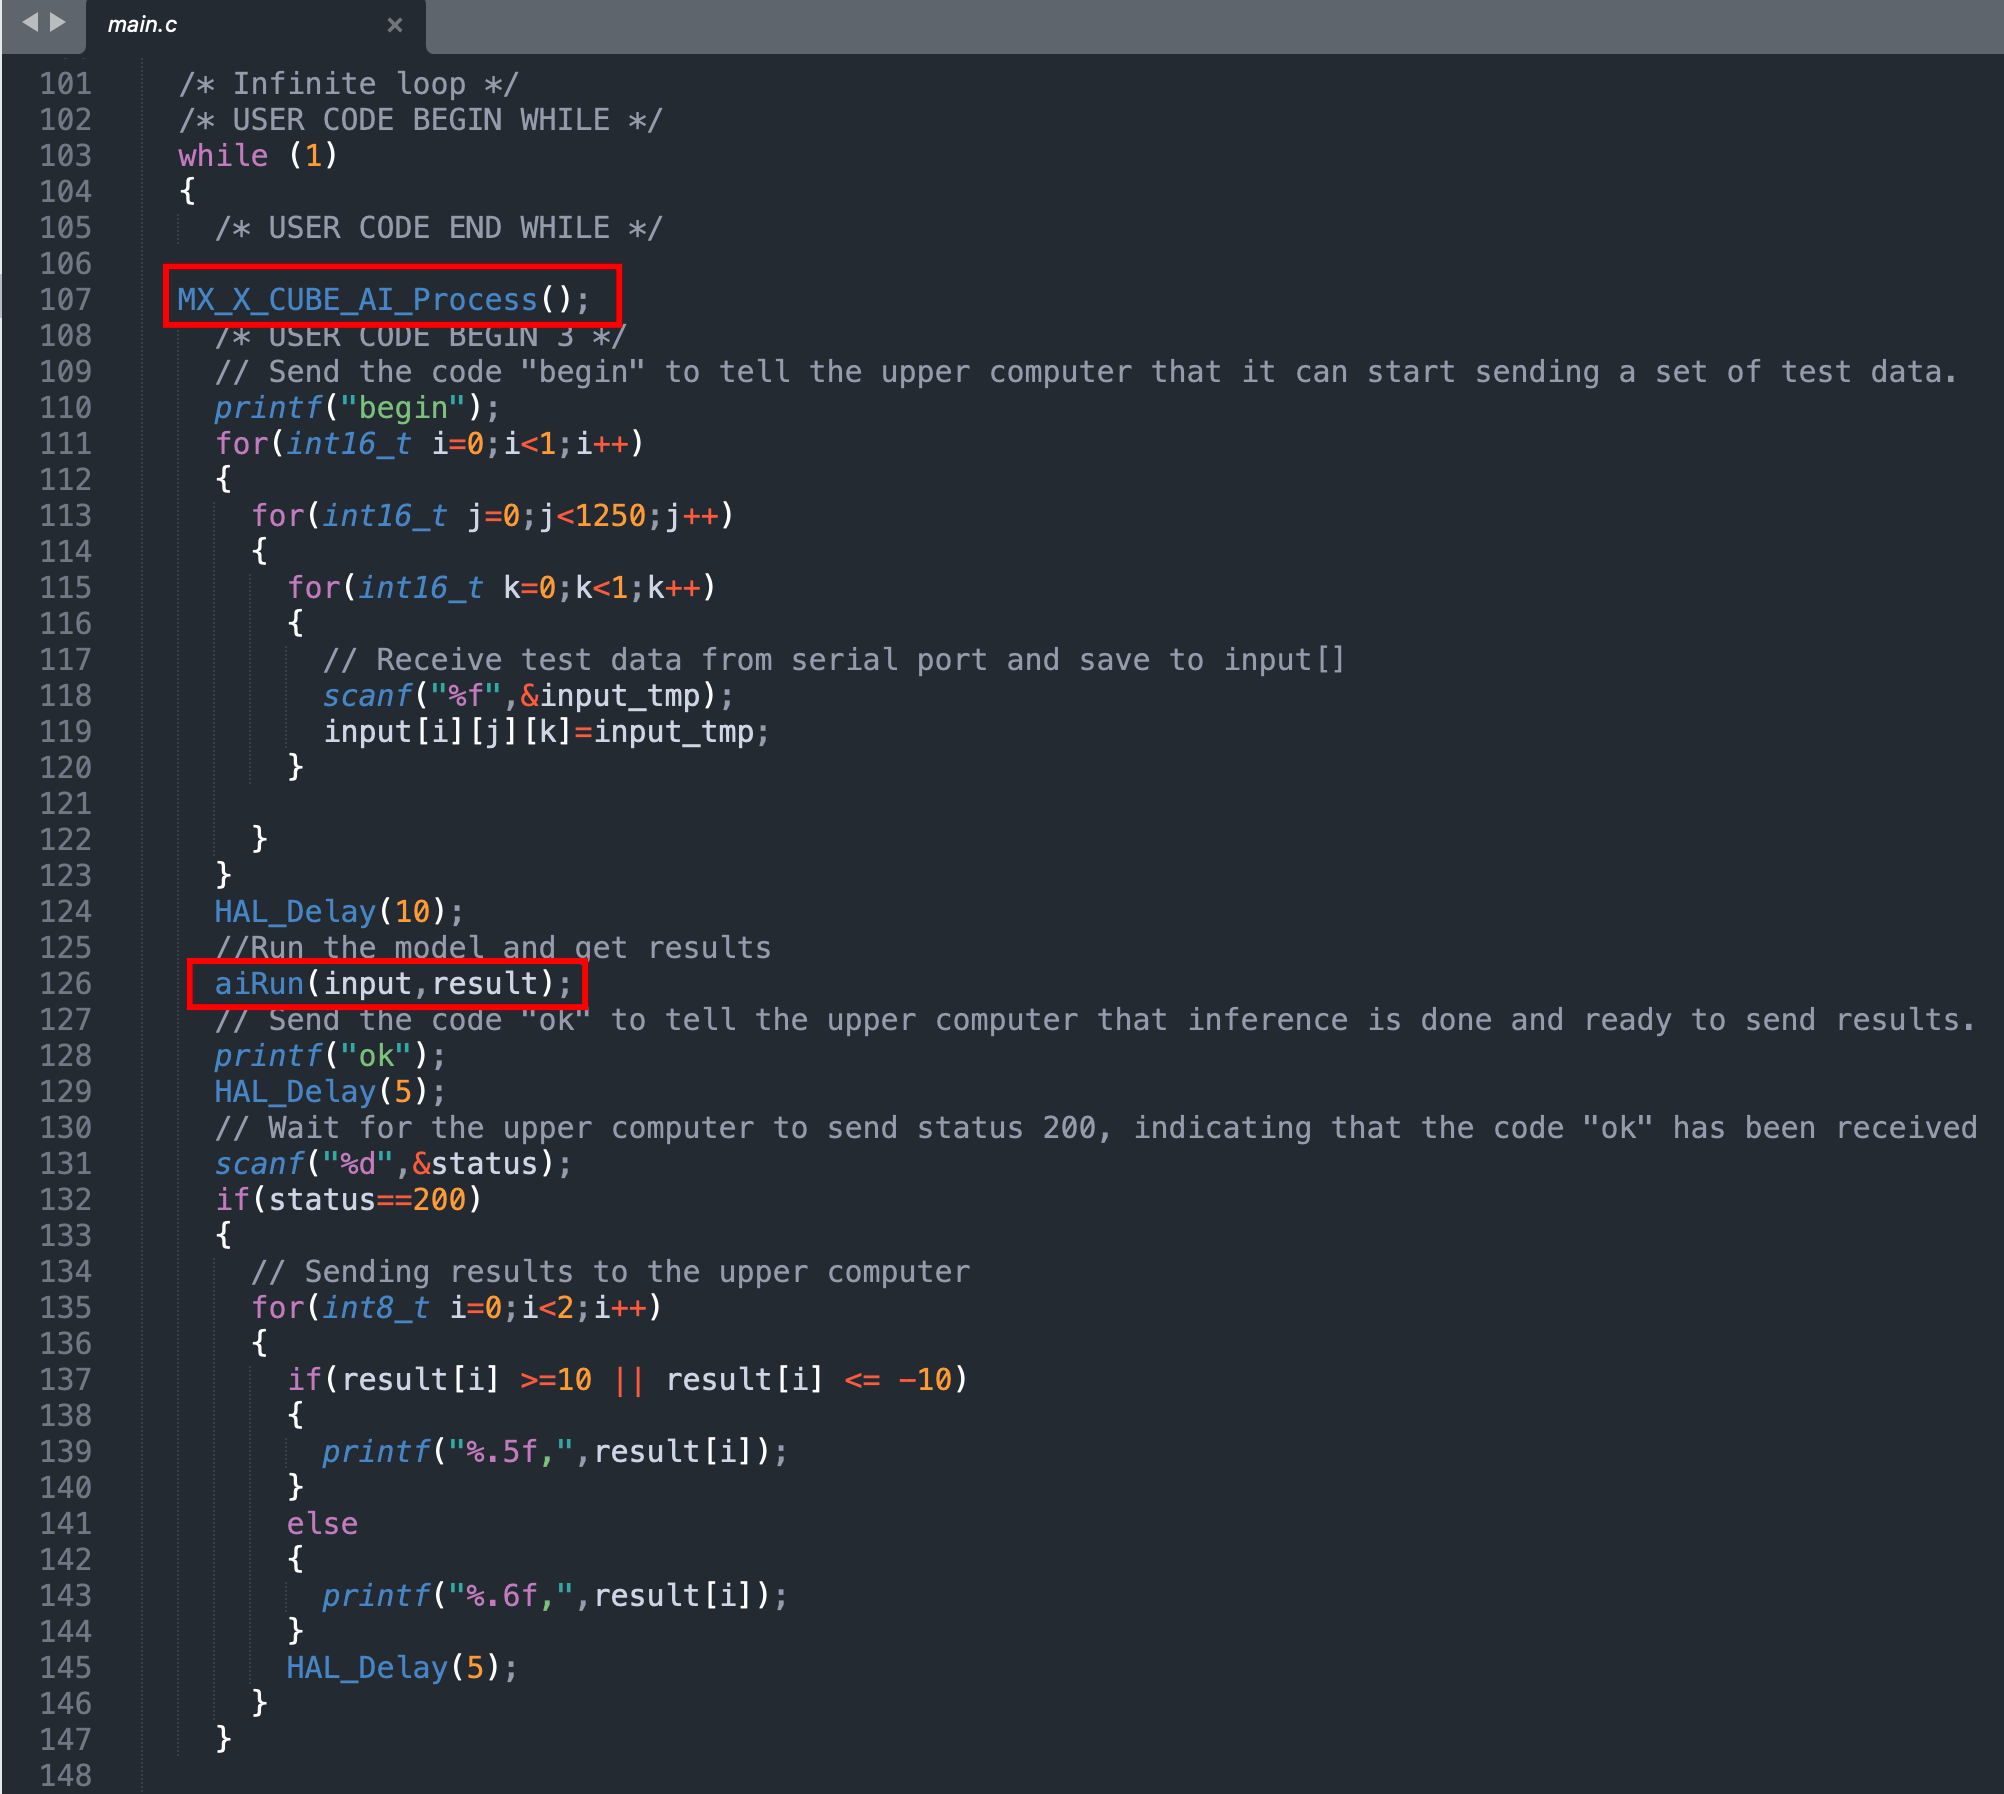 main.c ×
101 /* Infinite loop */
102 /* USER CODE BEGIN WHILE */
103 while (1)
104 {
105 /* USER CODE END WHILE */
106
107 MX_X_CUBE_AI_Process();
108 /* USER CODE BEGIN 3 */
109 // Send the code "begin" to tell the upper computer that it can start sending a set of test data.
110 printf("begin");
111 for(int16_t i=0;i<1;i++)
112 {
113 for(int16_t j=0;j<1250;j++)
114 {
115 for(int16_t k=0;k<1;k++)
116 {
117 // Receive test data from serial port and save to input[]
118 scanf("%f",&input_tmp);
119 input[i][j][k]=input_tmp;
120 }
121
122 }
123 }
124 HAL_Delay(10);
125 //Run the model and get results
126 aiRun(input,result);
127 // Send the code "ok" to tell the upper computer that inference is done and ready to send results.
128 printf("ok");
129 HAL_Delay(5);
130 // Wait for the upper computer to send status 200, indicating that the code "ok" has been received
131 scanf("%d",&status);
132 if(status==200)
133 {
134 // Sending results to the upper computer
135 for(int8_t i=0;i<2;i++)
136 {
137 if(result[i] >=10 || result[i] <= -10)
138 {
139 printf("%.5f,",result[i]);
140 }
141 else
142 {
143 printf("%.6f,",result[i]);
144 }
145 HAL_Delay(5);
146 }
147 }
148